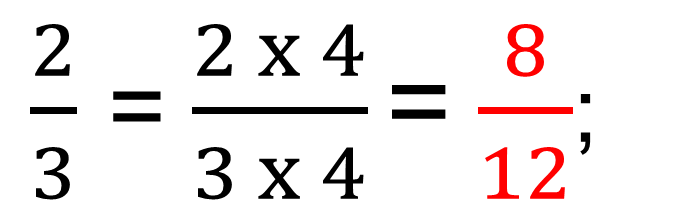 2/3 = 2 x 4/3 x 4 = 8/12;